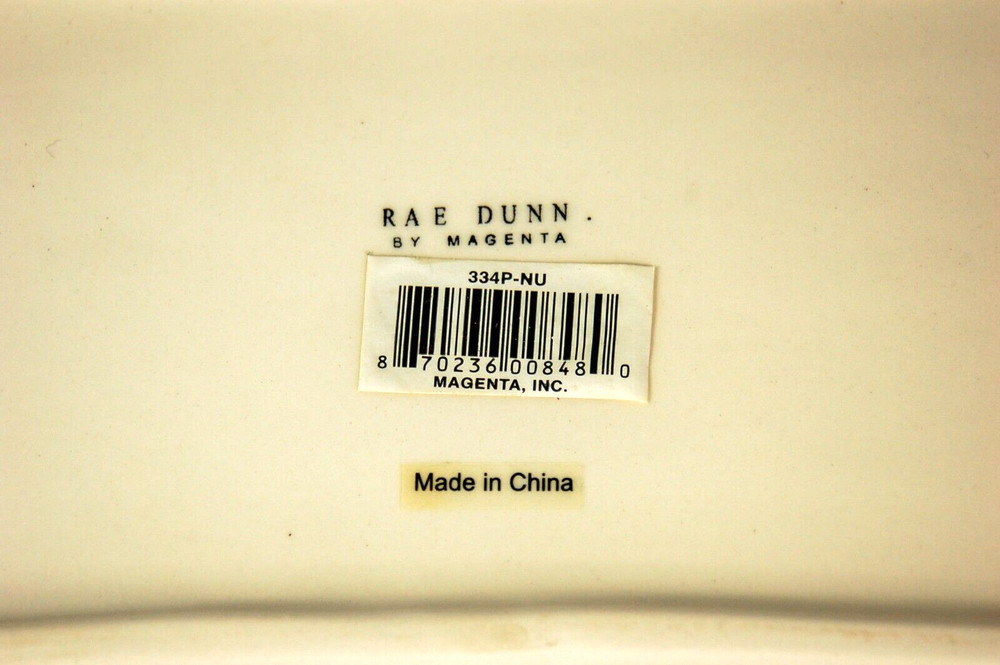 RAE DUNN.
BY MAGENTA
334P-NU
8 70236 00848 0
MAGENTA, INC.
Made in China